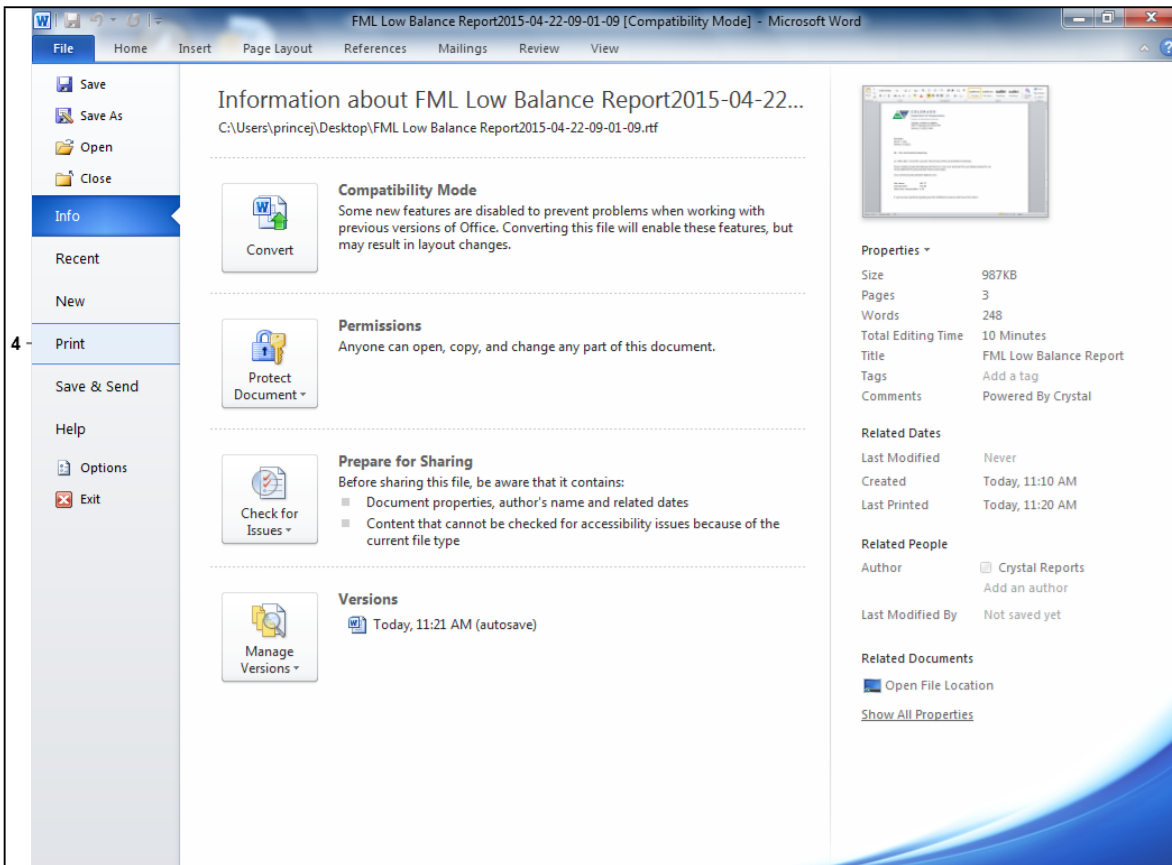 FML Low Balance Report2015-04-22-09-01-09 [Compatibility Mode] - Microsoft Word
File Home Insert Page Layout References Mailings Review View
Save
Save As
Open
Close
Info
Recent
New
4
Print
Save & Send
Help
Options
Exit
Information about FML Low Balance Report2015-04-22...
C:\Users\princej\Desktop\FML Low Balance Report2015-04-22-09-01-09.rtf
Convert
Compatibility Mode
Some new features are disabled to prevent problems when working with
previous versions of Office. Converting this file will enable these features, but
may result in layout changes.
Protect
Document
Permissions
Anyone can open, copy, and change any part of this document.
Check for
Issues
Prepare for Sharing
Before sharing this file, be aware that it contains:
Document properties, author's name and related dates
Content that cannot be checked for accessibility issues because of the
current file type
Manage
Versions
Versions
Today, 11:21 AM (autosave)
Properties
Size 987KB
Pages 3
Words 248
Total Editing Time 10 Minutes
Title FML Low Balance Report
Tags Add a tag
Comments Powered By Crystal
Related Dates
Last Modified Never
Created Today, 11:10 AM
Last Printed Today, 11:20 AM
Related People
Author Crystal Reports
Add an author
Last Modified By Not saved yet
Related Documents
Open File Location
Show All Properties